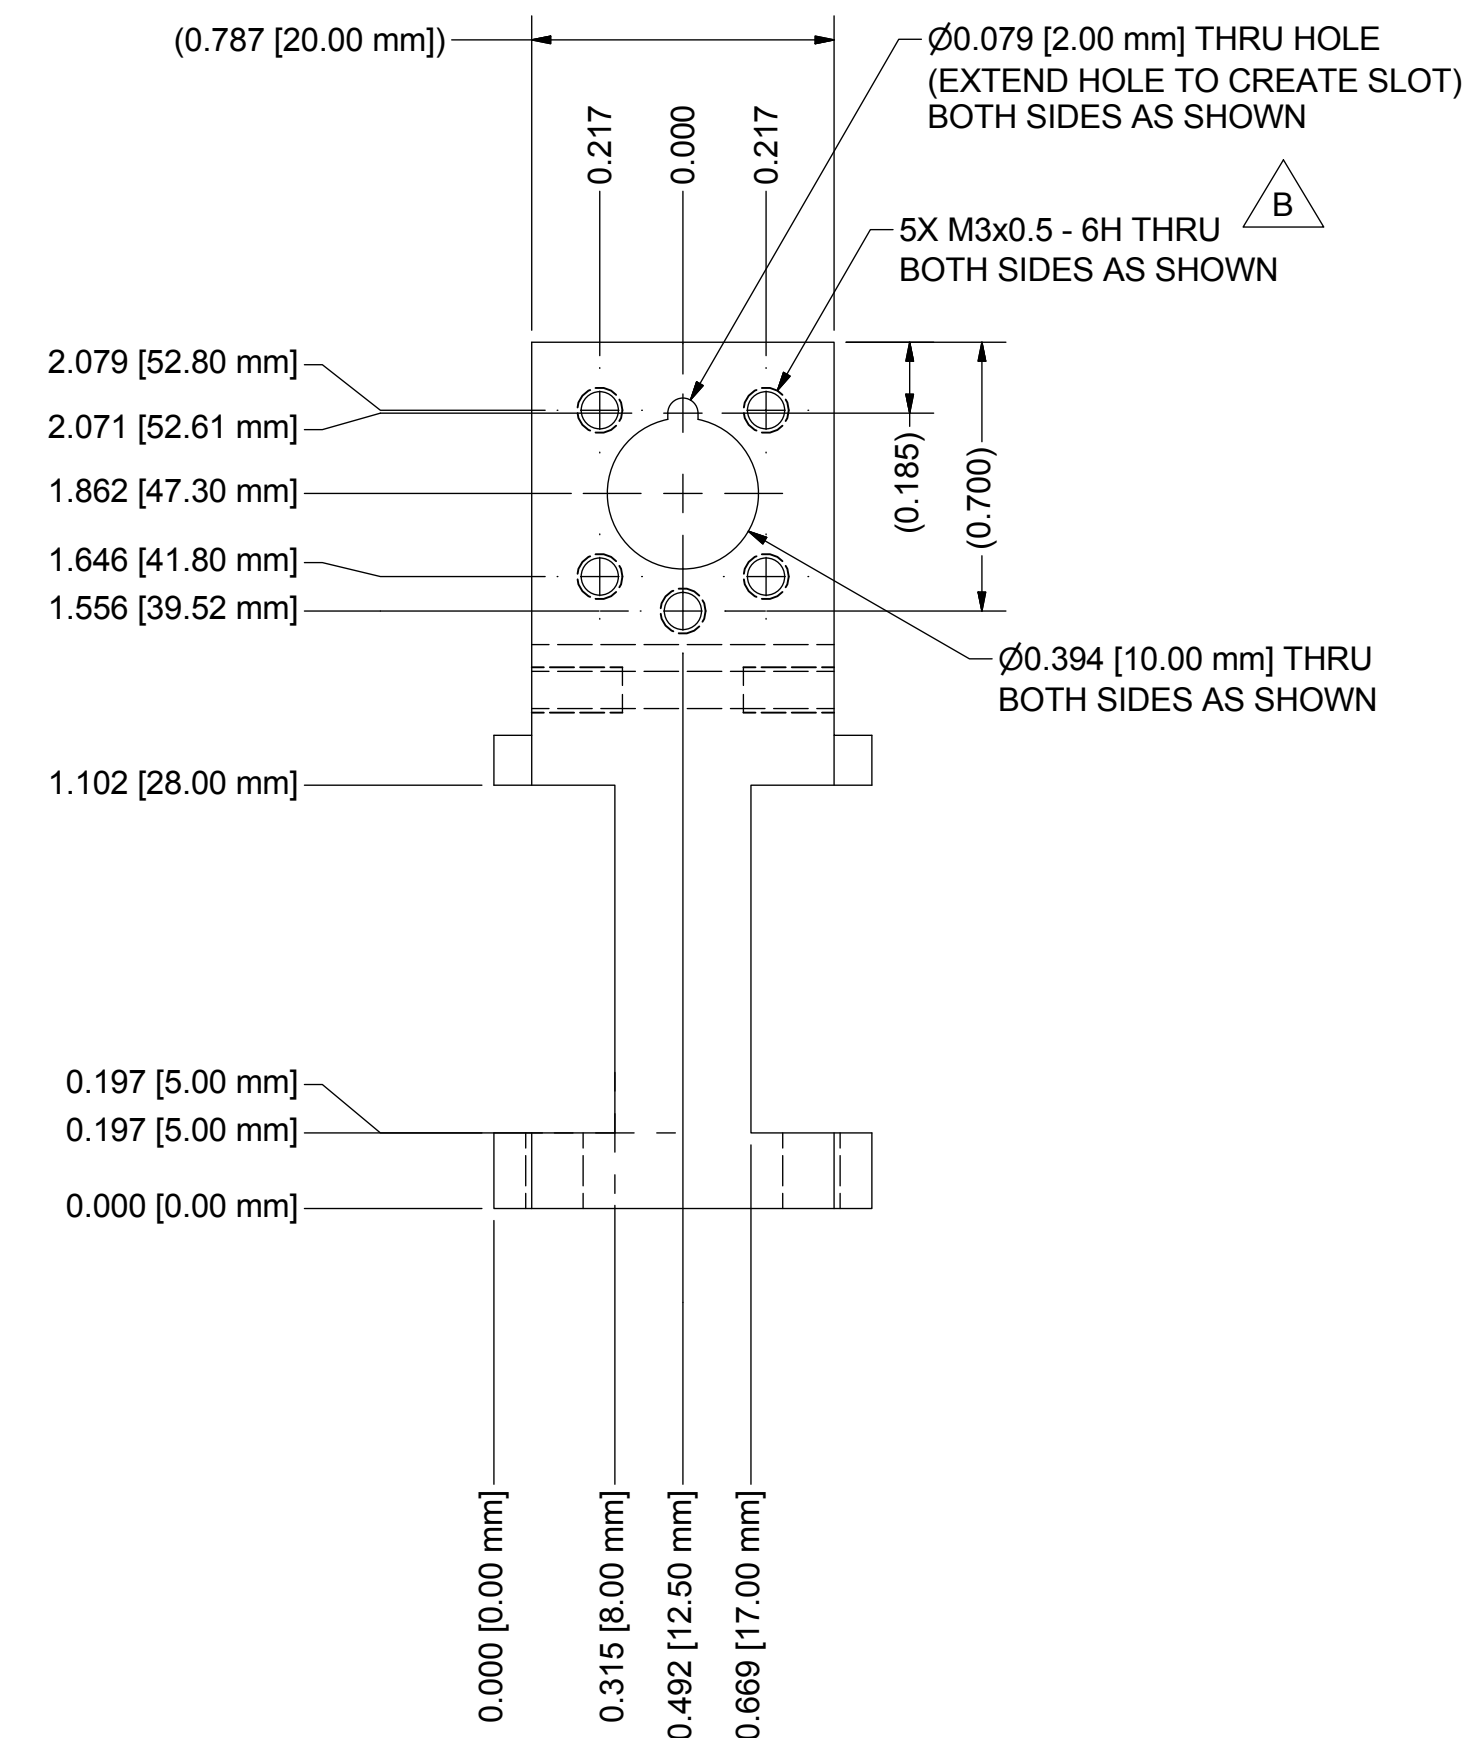 (0.787 [20.00 mm])
Ø0.079 [2.00 mm] THRU HOLE
(EXTEND HOLE TO CREATE SLOT)
BOTH SIDES AS SHOWN
0.217
0.000
0.217
B
5X M3x0.5 - 6H THRU
BOTH SIDES AS SHOWN
2.079 [52.80 mm]
2.071 [52.61 mm]
1.862 [47.30 mm]
1.646 [41.80 mm]
1.556 [39.52 mm]
(0.185)
(0.700)
Ø0.394 [10.00 mm] THRU
BOTH SIDES AS SHOWN
1.102 [28.00 mm]
0.197 [5.00 mm]
0.197 [5.00 mm]
0.000 [0.00 mm]
0.000 [0.00 mm]
0.315 [8.00 mm]
0.492 [12.50 mm]
0.669 [17.00 mm]